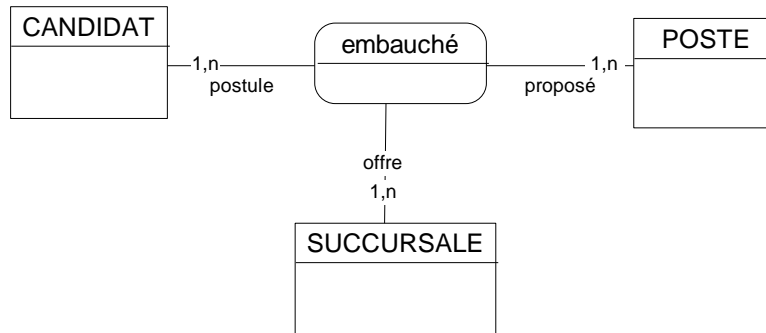 CANDIDAT
embauché
POSTE
1,n
postule
1,n
proposé
offre
1,n
SUCCURSALE